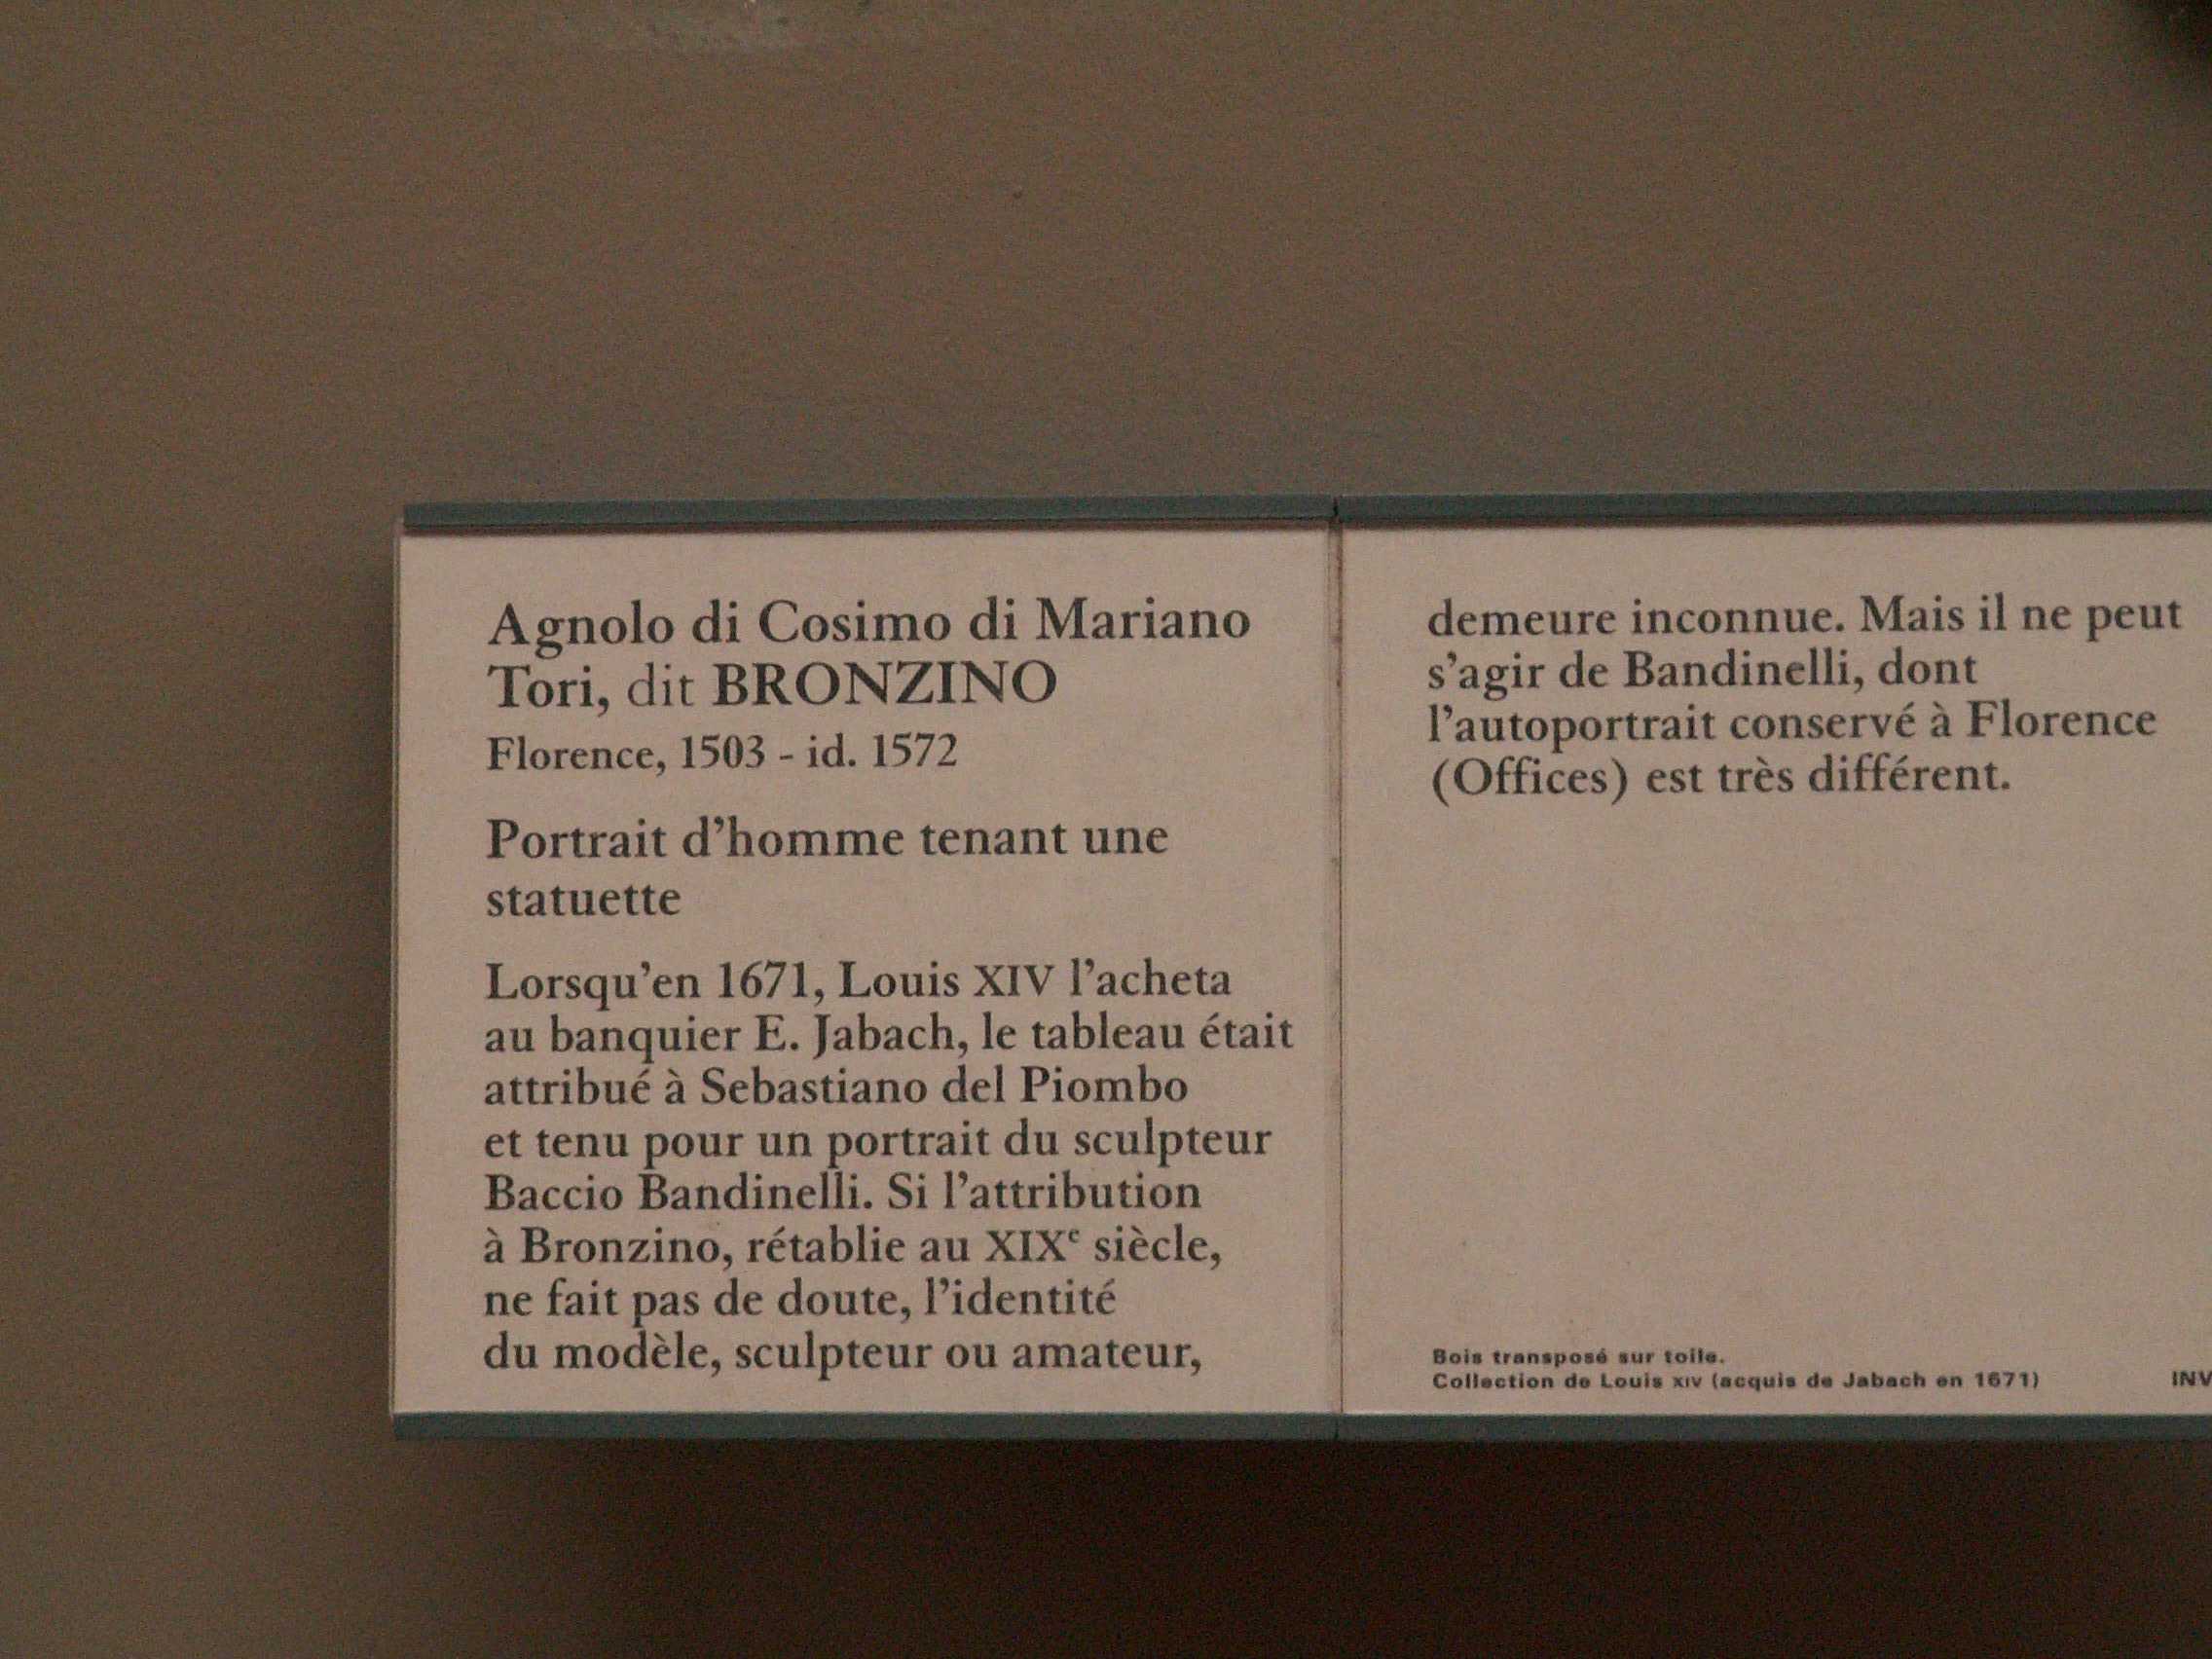 Agnolo di Cosimo di Mariano
Tori, dit BRONZINO
Florence, 1503 - id. 1572
Portrait d'homme tenant une
statuette
Lorsqu'en 1671, Louis XIV l'acheta
au banquier E. Jabach, le tableau était
attribué à Sebastiano del Piombo
et tenu pour un portrait du sculpteur
Baccio Bandinelli. Si l'attribution
à Bronzino, rétablie au XIXe siècle,
ne fait pas de doute, l'identité
du modèle, sculpteur ou amateur,
demeure inconnue. Mais il ne peut
s'agir de Bandinelli, dont
l'autoportrait conservé à Florence
(Offices) est très différent.
Bois transposé sur toile.
Collection de Louis XIV (acquis de Jabach en 1671)
INV